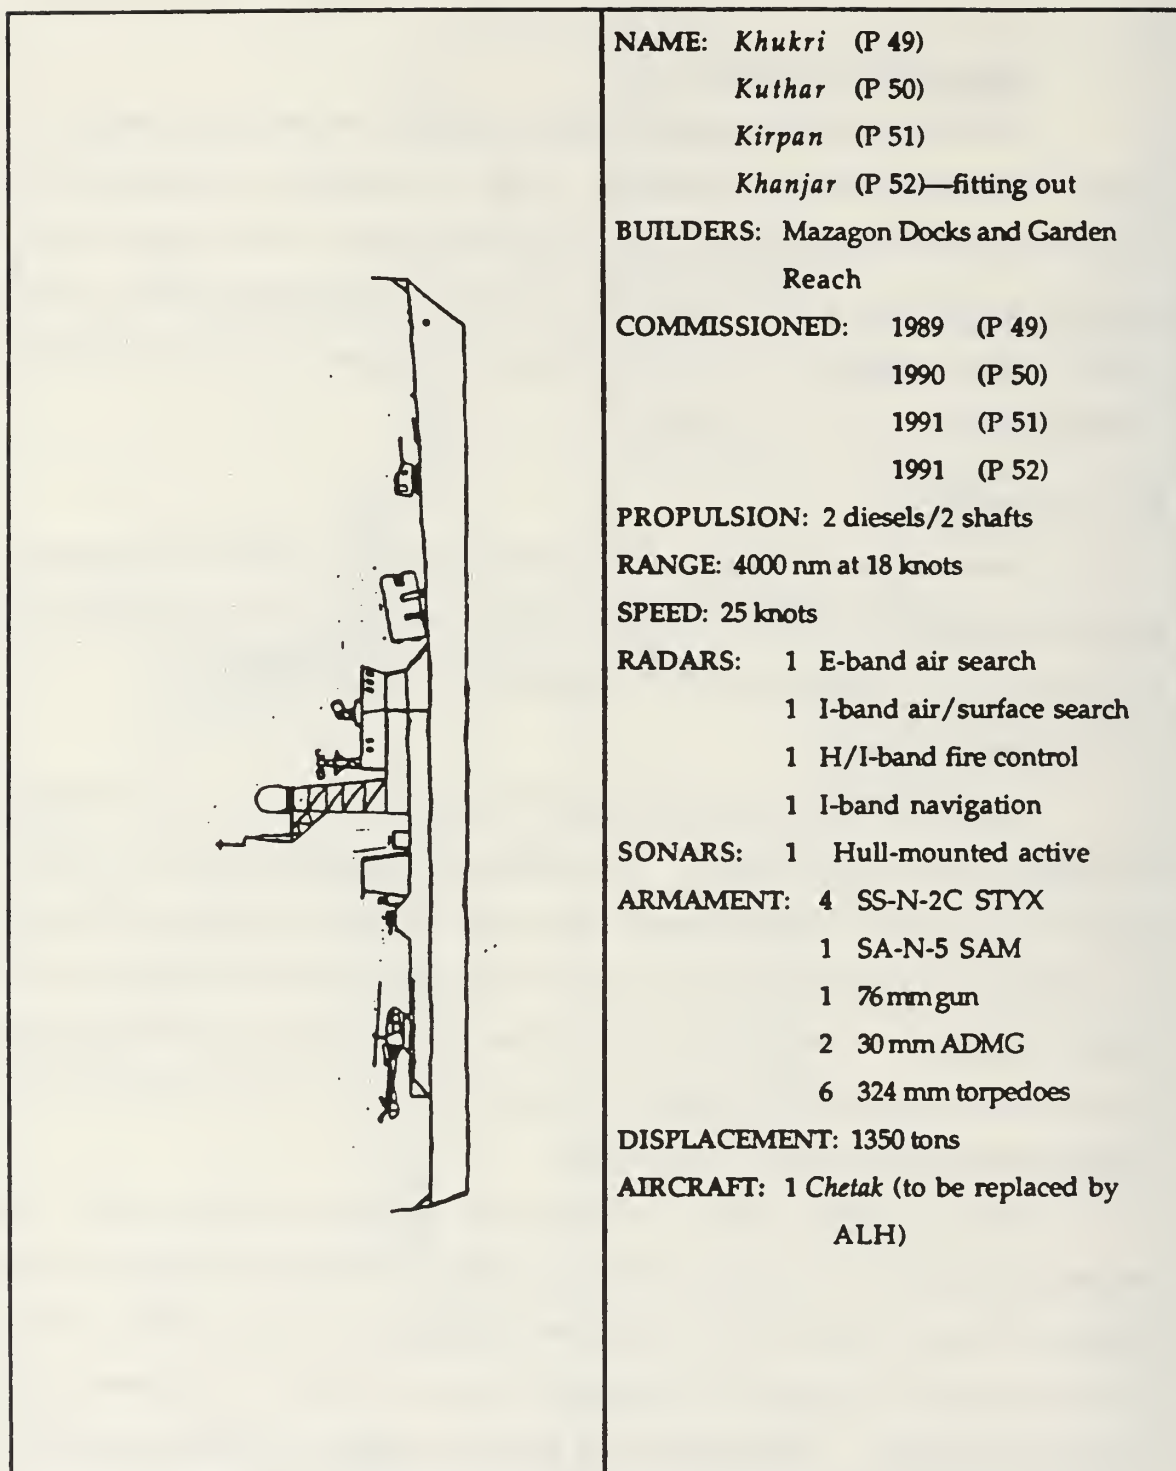 NAME: Khukri (P 49)
Kuthar (P 50)
Kirpan (P 51)
Khanjar (P 52)—fitting out
BUILDERS: Mazagon Docks and Garden
Reach
COMMISSIONED: 1989 (P 49)
1990 (P 50)
1991 (P 51)
1991 (P 52)
PROPULSION: 2 diesels/2 shafts
RANGE: 4000 nm at 18 knots
SPEED: 25 knots
RADARS: 1 E-band air search
1 I-band air/surface search
1 H/I-band fire control
1 I-band navigation
SONARS: 1 Hull-mounted active
ARMAMENT: 4 SS-N-2C STYX
1 SA-N-5 SAM
1 76 mm gun
2 30 mm ADMG
6 324 mm torpedoes
DISPLACEMENT: 1350 tons
AIRCRAFT: 1 Chetak (to be replaced by
ALH)